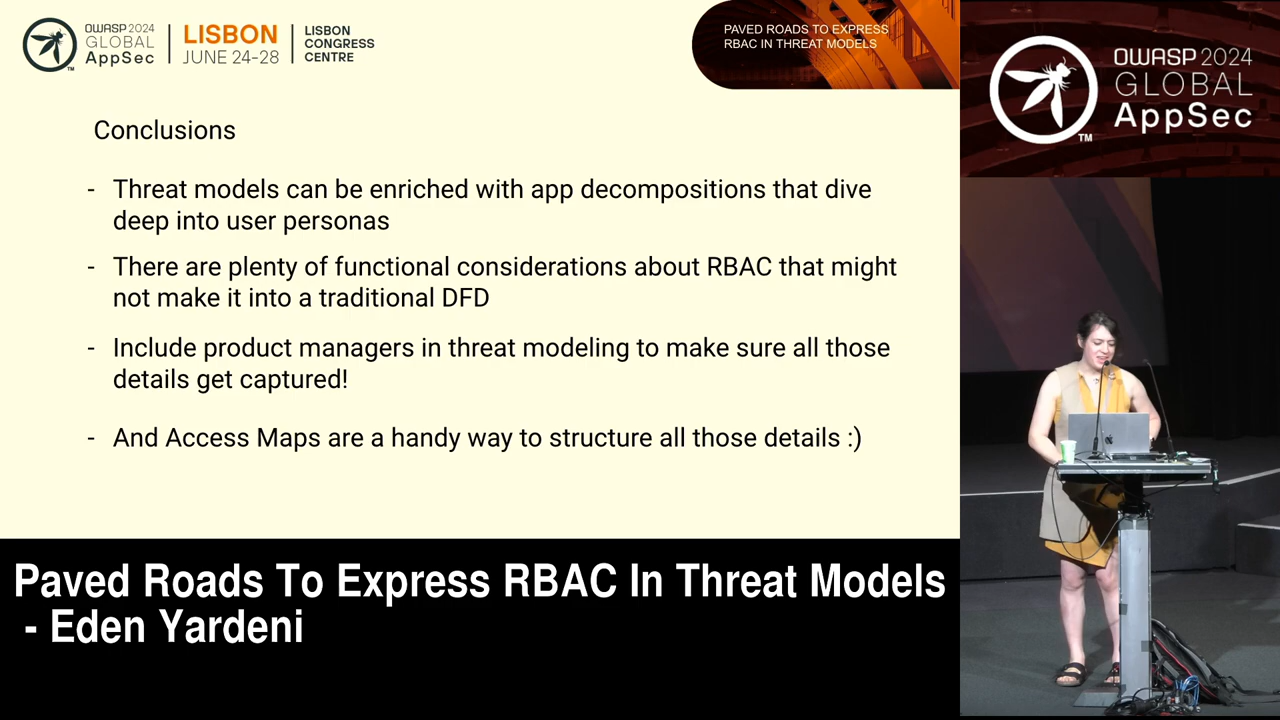 OWASP 2024
GLOBAL
AppSec
TM
LISBON
JUNE 24-28
LISBON
CONGRESS
CENTRE
PAVED ROADS TO EXPRESS
RBAC IN THREAT MODELS
OWASP 2024
GLOBAL
AppSec
TM
Conclusions
- Threat models can be enriched with app decompositions that dive
deep into user personas
- There are plenty of functional considerations about RBAC that might
not make it into a traditional DFD
- Include product managers in threat modeling to make sure all those
details get captured!
- And Access Maps are a handy way to structure all those details :)
Paved Roads To Express RBAC In Threat Models
- Eden Yardeni